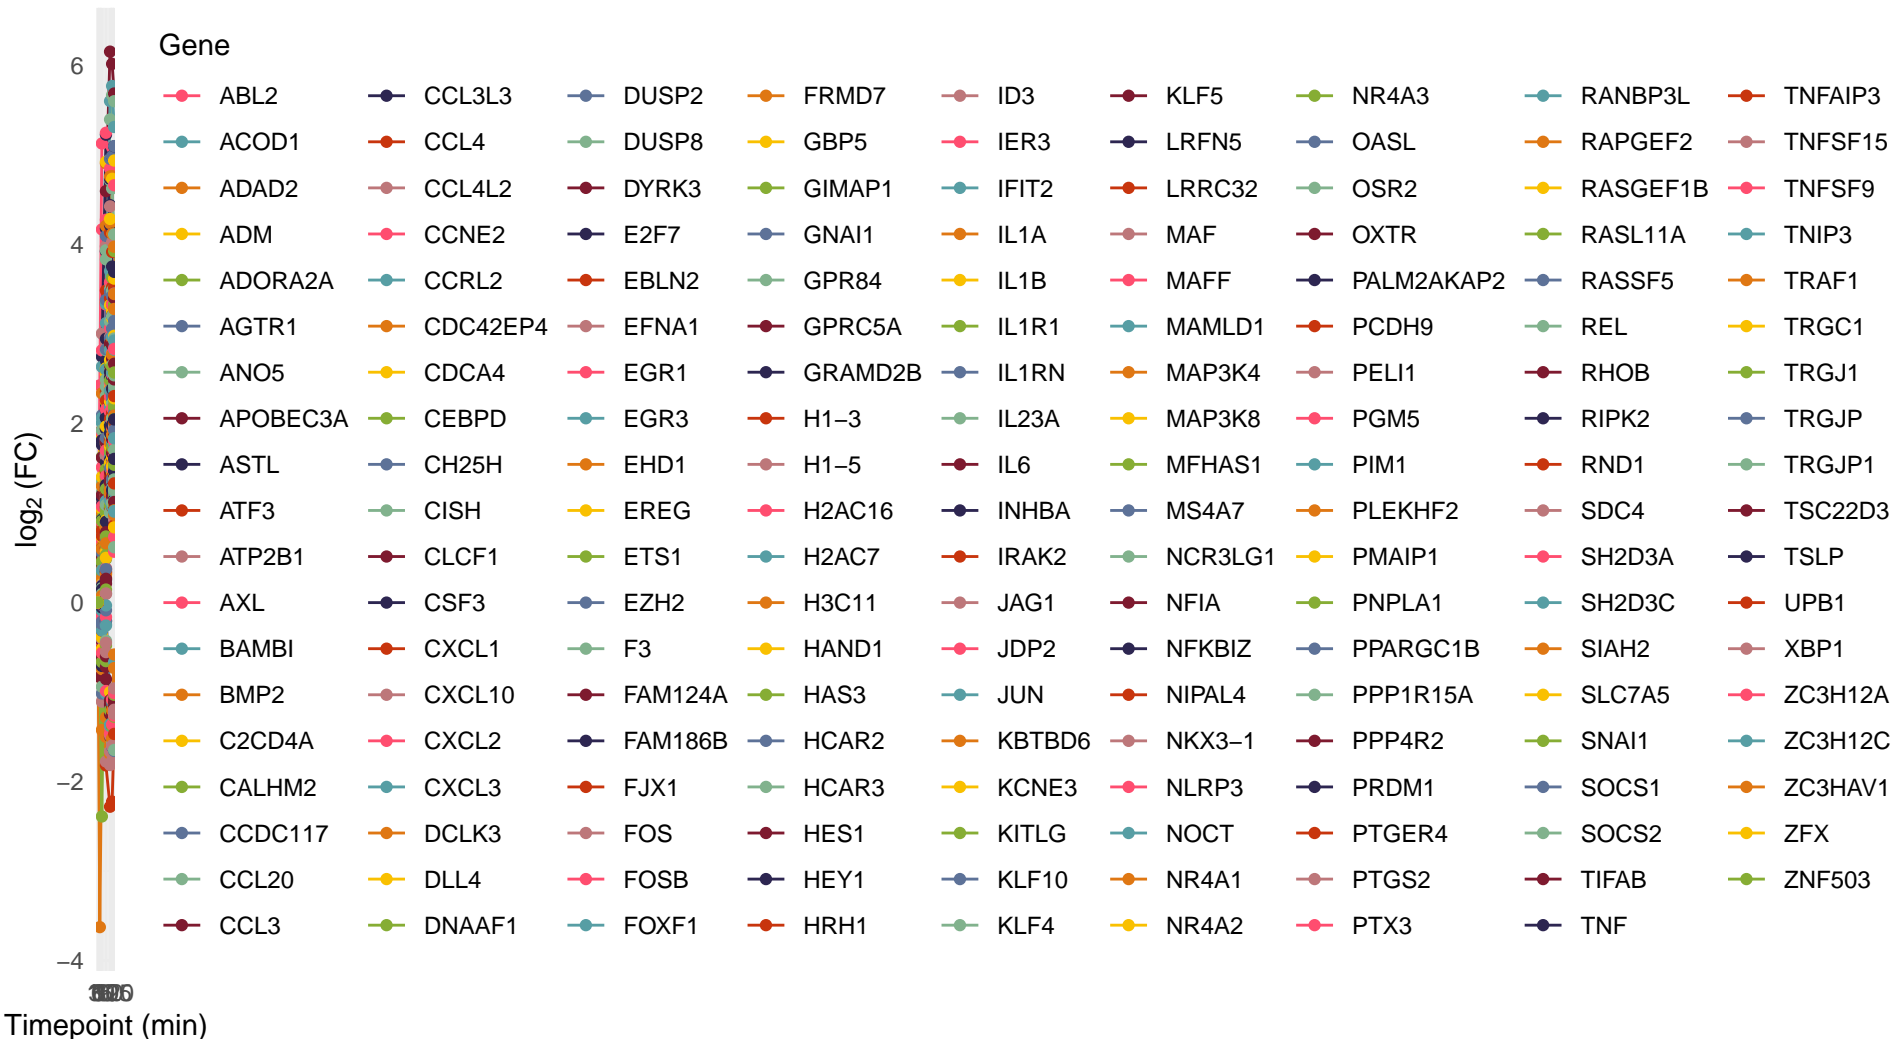 Gene
ABL2 CCL3L3 DUSP2 FRMD7 ID3 KLF5 NR4A3 RANBP3L TNFAIP3
ACOD1 CCL4 DUSP8 GBP5 IER3 LRFN5 OASL RAPGEF2 TNFSF15
ADAD2 CCL4L2 DYRK3 GIMAP1 IFIT2 LRRC32 OSR2 RASGEF1B TNFSF9
ADM CCNE2 E2F7 GNAI1 IL1A MAF OXTR RASL11A TNIP3
ADORA2A CCRL2 EBLN2 GPR84 IL1B MAFF PALM2AKAP2 RASSF5 TRAF1
AGTR1 CDC42EP4 EFNA1 GPRC5A IL1R1 MAMLD1 PCDH9 REL TRGC1
ANO5 CDCA4 EGR1 GRAMD2B IL1RN MAP3K4 PELI1 RHOB TRGJ1
APOBEC3A CEBPD EGR3 H1−3 IL23A MAP3K8 PGM5 RIPK2 TRGJP
ASTL CH25H EHD1 H1−5 IL6 MFHAS1 PIM1 RND1 TRGJP1
ATF3 CISH EREG H2AC16 INHBA MS4A7 PLEKHF2 SDC4 TSC22D3
ATP2B1 CLCF1 ETS1 H2AC7 IRAK2 NCR3LG1 PMAIP1 SH2D3A TSLP
AXL CSF3 EZH2 H3C11 JAG1 NFIA PNPLA1 SH2D3C UPB1
BAMBI CXCL1 F3 HAND1 JDP2 NFKBIZ PPARGC1B SIAH2 XBP1
BMP2 CXCL10 FAM124A HAS3 JUN NIPAL4 PPP1R15A SLC7A5 ZC3H12A
C2CD4A CXCL2 FAM186B HCAR2 KBTBD6 NKX3−1 PPP4R2 SNAI1 ZC3H12C
CALHM2 CXCL3 FJX1 HCAR3 KCNE3 NLRP3 PRDM1 SOCS1 ZC3HAV1
CCDC117 DCLK3 FOS HES1 KITLG NOCT PTGER4 SOCS2 ZFX
CCL20 DLL4 FOSB HEY1 KLF10 NR4A1 PTGS2 TIFAB ZNF503
CCL3 DNAAF1 FOXF1 HRH1 KLF4 NR4A2 PTX3 TNF
6
4
2
0
−2
−4
log₂ (FC)
Timepoint (min)